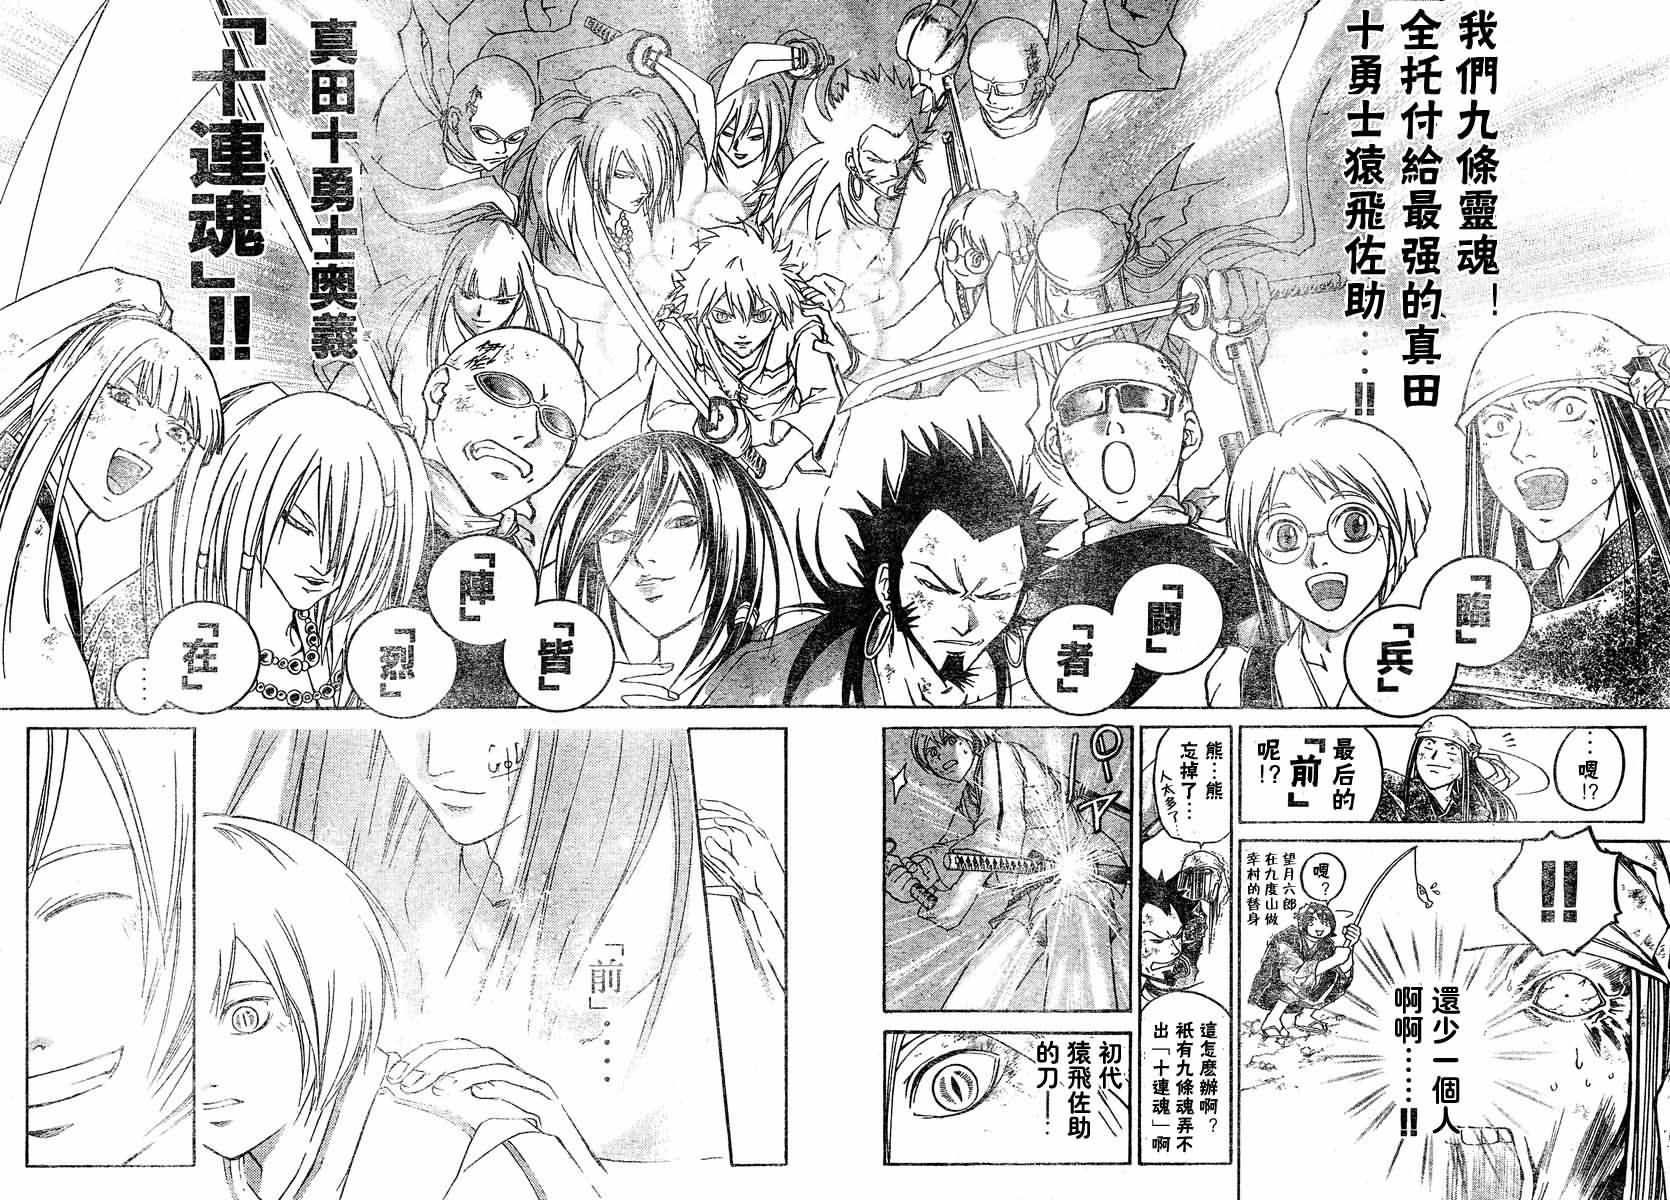 我們九條靈魂！
全托付給最强的真田
十勇士猿飛佐助…‥!!
真田十勇士奥義
「十連魂」!!
「臨」
「兵」
「闘」
「者」
「皆」
「陣」
「烈」
「在」
……
…嗯!?
最后的
「前」
呢!?
!!
嗯?
望月六郎
在九度山做
幸村的替身
還少一個人
啊啊……!!
熊…熊
忘掉了…
人太多了
這怎麽辦啊？
衹有九條魂弄不
出「十連魂」啊
パァ
初代
猿飛佐助
的刀——
「前」……